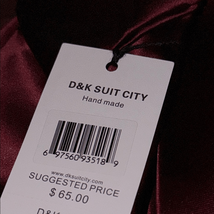 D&K SUIT CITY
Hand made
6 97560 93518 9
www.dksuitcity.com
SUGGESTED PRICE
$ 65.00
D&K